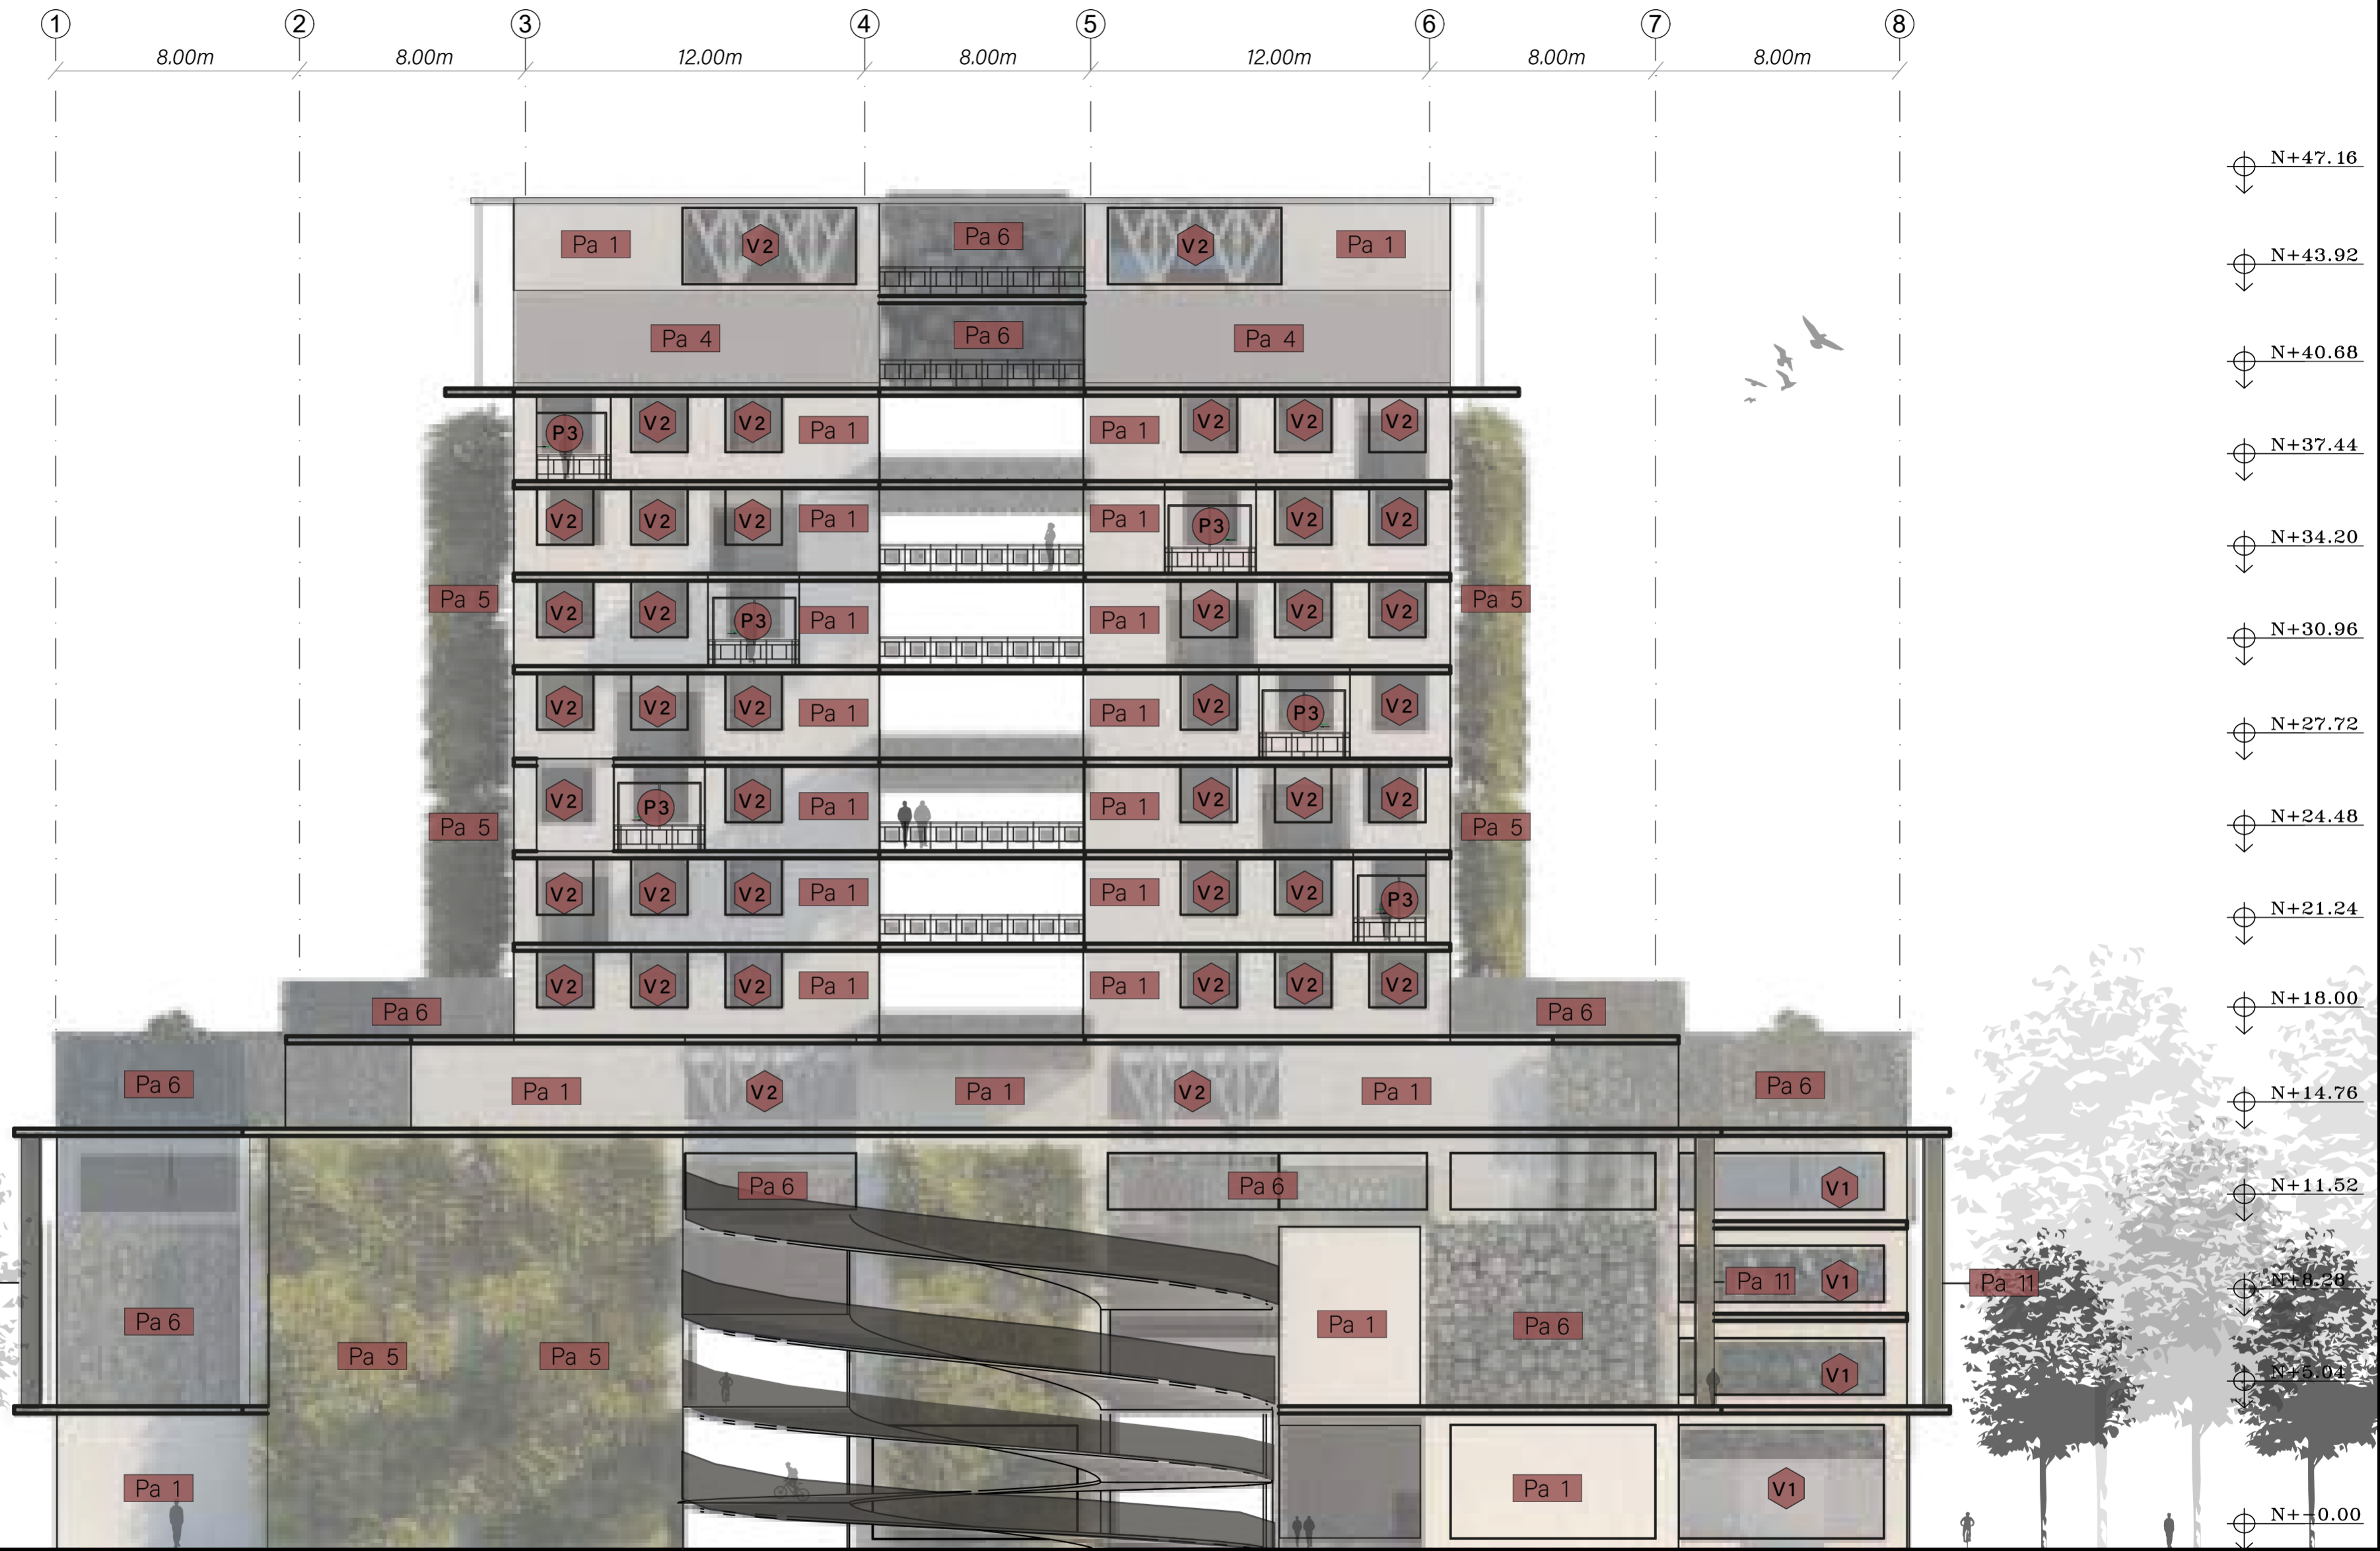 1 2 3 4 5 6 7 8
8.00m 8.00m 12.00m 8.00m 12.00m 8.00m 8.00m
N+47.16
Pa 1 V2 Pa 6 V2 Pa 1
N+43.92
Pa 4 Pa 6 Pa 4
N+40.68
P3 V2 V2 Pa 1 Pa 1 V2 V2 V2
N+37.44
V2 V2 V2 Pa 1 Pa 1 P3 V2 V2
N+34.20
Pa 5 Pa 5
V2 V2 P3 Pa 1 Pa 1 V2 V2 V2
N+30.96
V2 V2 V2 Pa 1 Pa 1 V2 P3 V2
N+27.72
V2 P3 V2 Pa 1 Pa 1 V2 V2 V2
Pa 5 Pa 5
N+24.48
V2 V2 V2 Pa 1 Pa 1 V2 V2 P3
N+21.24
V2 V2 V2 Pa 1 Pa 1 V2 V2 V2
N+18.00
Pa 6 Pa 6
Pa 6 Pa 1 V2 Pa 1 V2 Pa 1 Pa 6
N+14.76
Pa 6 Pa 6 V1
N+11.52
Pa 11 V1 Pa 11
N+8.28
Pa 6 Pa 1 Pa 6
Pa 5 Pa 5 V1
N+5.04
Pa 1 Pa 1 V1
N+-0.00